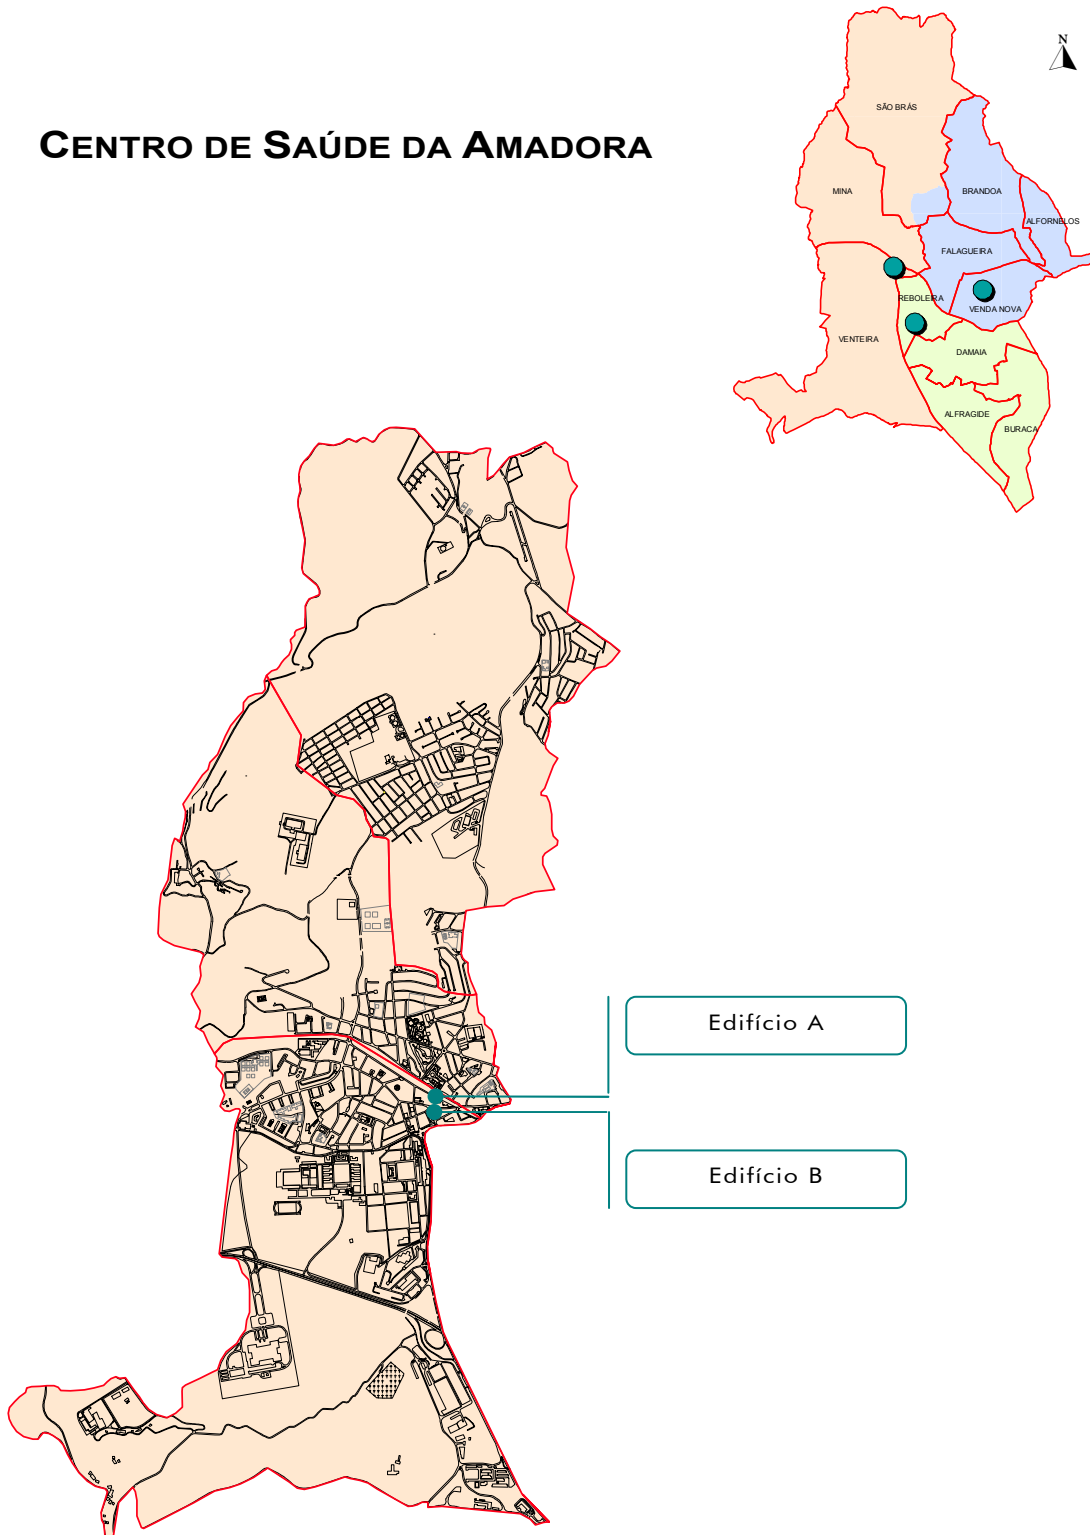 N
SÃO BRÁS
CENTRO DE SAÚDE DA AMADORA
MINA
BRANDOA
ALFORNELOS
FALAGUEIRA
REBOLEIRA
VENDA NOVA
VENTEIRA
DAMAIA
ALFRAGIDE
BURACA
Edifício A
Edifício B